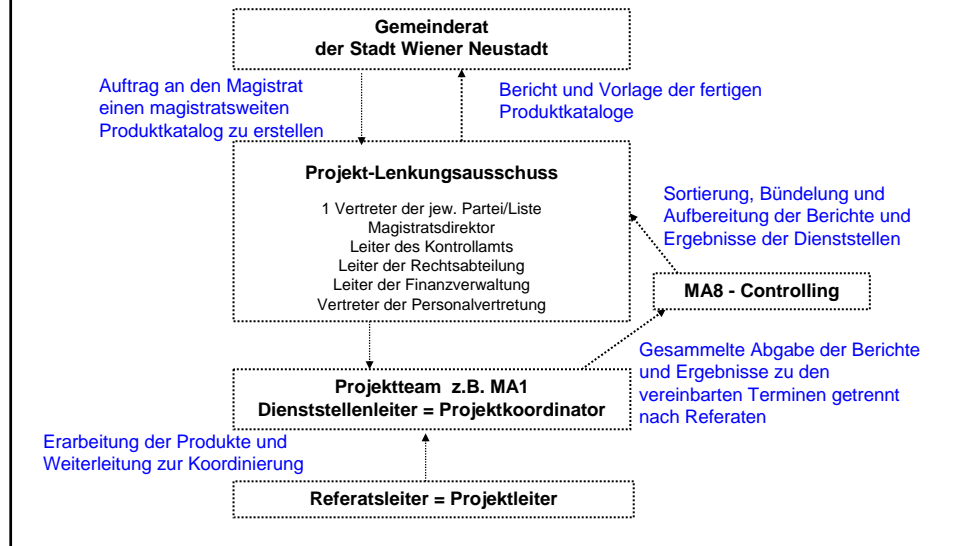 Gemeinderat
der Stadt Wiener Neustadt
Auftrag an den Magistrat
einen magistratsweiten
Produktkatalog zu erstellen
Bericht und Vorlage der fertigen
Produktkataloge
Projekt-Lenkungsausschuss
1 Vertreter der jew. Partei/Liste
Magistratsdirektor
Leiter des Kontrollamts
Leiter der Rechtsabteilung
Leiter der Finanzverwaltung
Vertreter der Personalvertretung
Sortierung, Bündelung und
Aufbereitung der Berichte und
Ergebnisse der Dienststellen
MA8 - Controlling
Gesammelte Abgabe der Berichte
und Ergebnisse zu den
vereinbarten Terminen getrennt
nach Referaten
Projektteam z.B. MA1
Dienststellenleiter = Projektkoordinator
Erarbeitung der Produkte und
Weiterleitung zur Koordinierung
Referatsleiter = Projektleiter